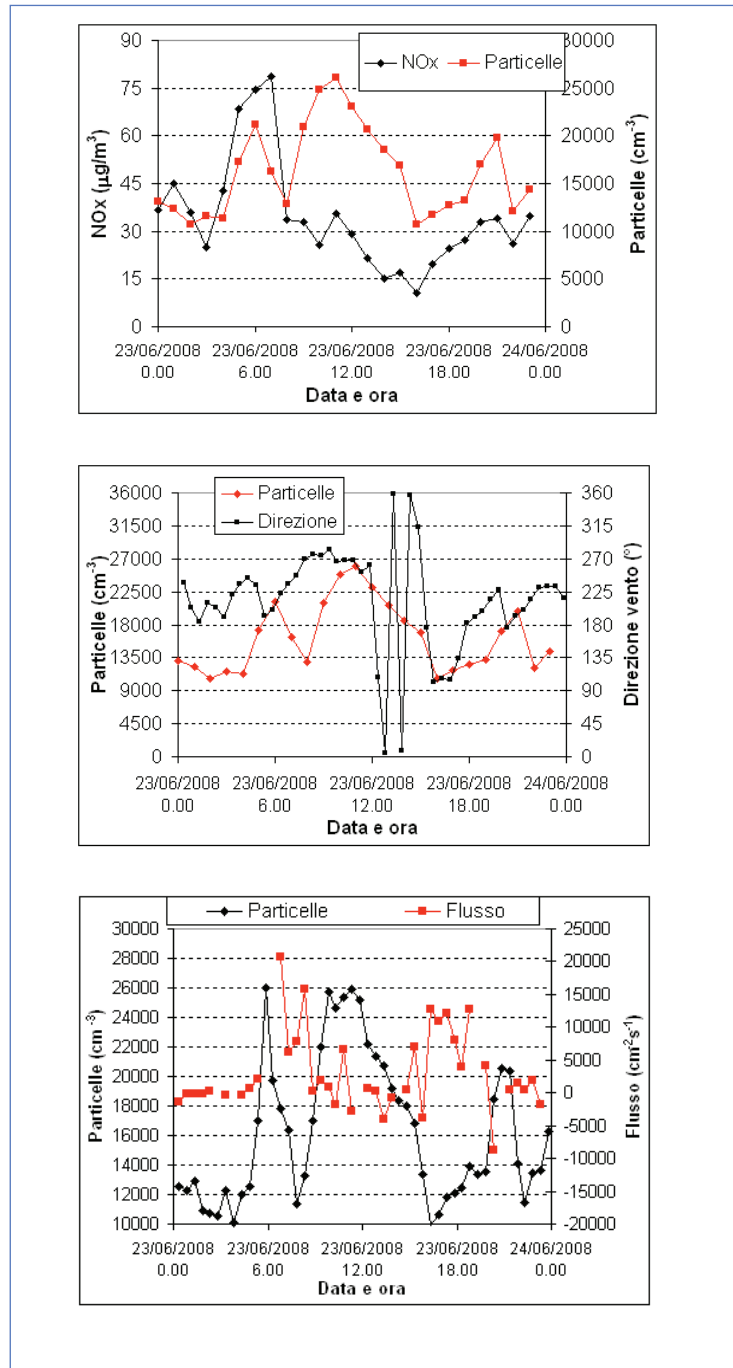 NOx Particelle
90
75
60
45
30
15
0
NOx (µg/m³)
30000
25000
20000
15000
10000
5000
0
Particelle (cm⁻³)
23/06/2008 23/06/2008 23/06/2008 23/06/2008 24/06/2008
0.00 6.00 12.00 18.00 0.00
Data e ora
Particelle
Direzione
36000
31500
27000
22500
18000
13500
9000
4500
0
Particelle (cm⁻³)
360
315
270
225
180
135
90
45
0
Direzione vento (°)
23/06/2008 23/06/2008 23/06/2008 23/06/2008 24/06/2008
0.00 6.00 12.00 18.00 0.00
Data e ora
Particelle Flusso
30000
28000
26000
24000
22000
20000
18000
16000
14000
12000
10000
Particelle (cm⁻³)
25000
20000
15000
10000
5000
0
-5000
-10000
-15000
-20000
Flusso (cm⁻²s⁻¹)
23/06/2008 23/06/2008 23/06/2008 23/06/2008 24/06/2008
0.00 6.00 12.00 18.00 0.00
Data e ora